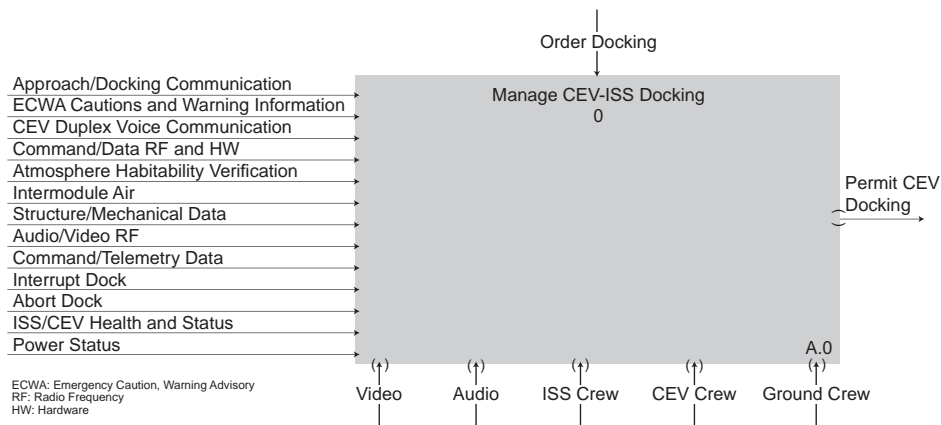 Order Docking
Manage CEV-ISS Docking
0
Approach/Docking Communication
ECWA Cautions and Warning Information
CEV Duplex Voice Communication
Command/Data RF and HW
Atmosphere Habitability Verification
Intermodule Air
Structure/Mechanical Data
Audio/Video RF
Command/Telemetry Data
Interrupt Dock
Abort Dock
ISS/CEV Health and Status
Power Status
Permit CEV
Docking
A.0
Video
Audio
ISS Crew
CEV Crew
Ground Crew
ECWA: Emergency Caution, Warning Advisory
RF: Radio Frequency
HW: Hardware